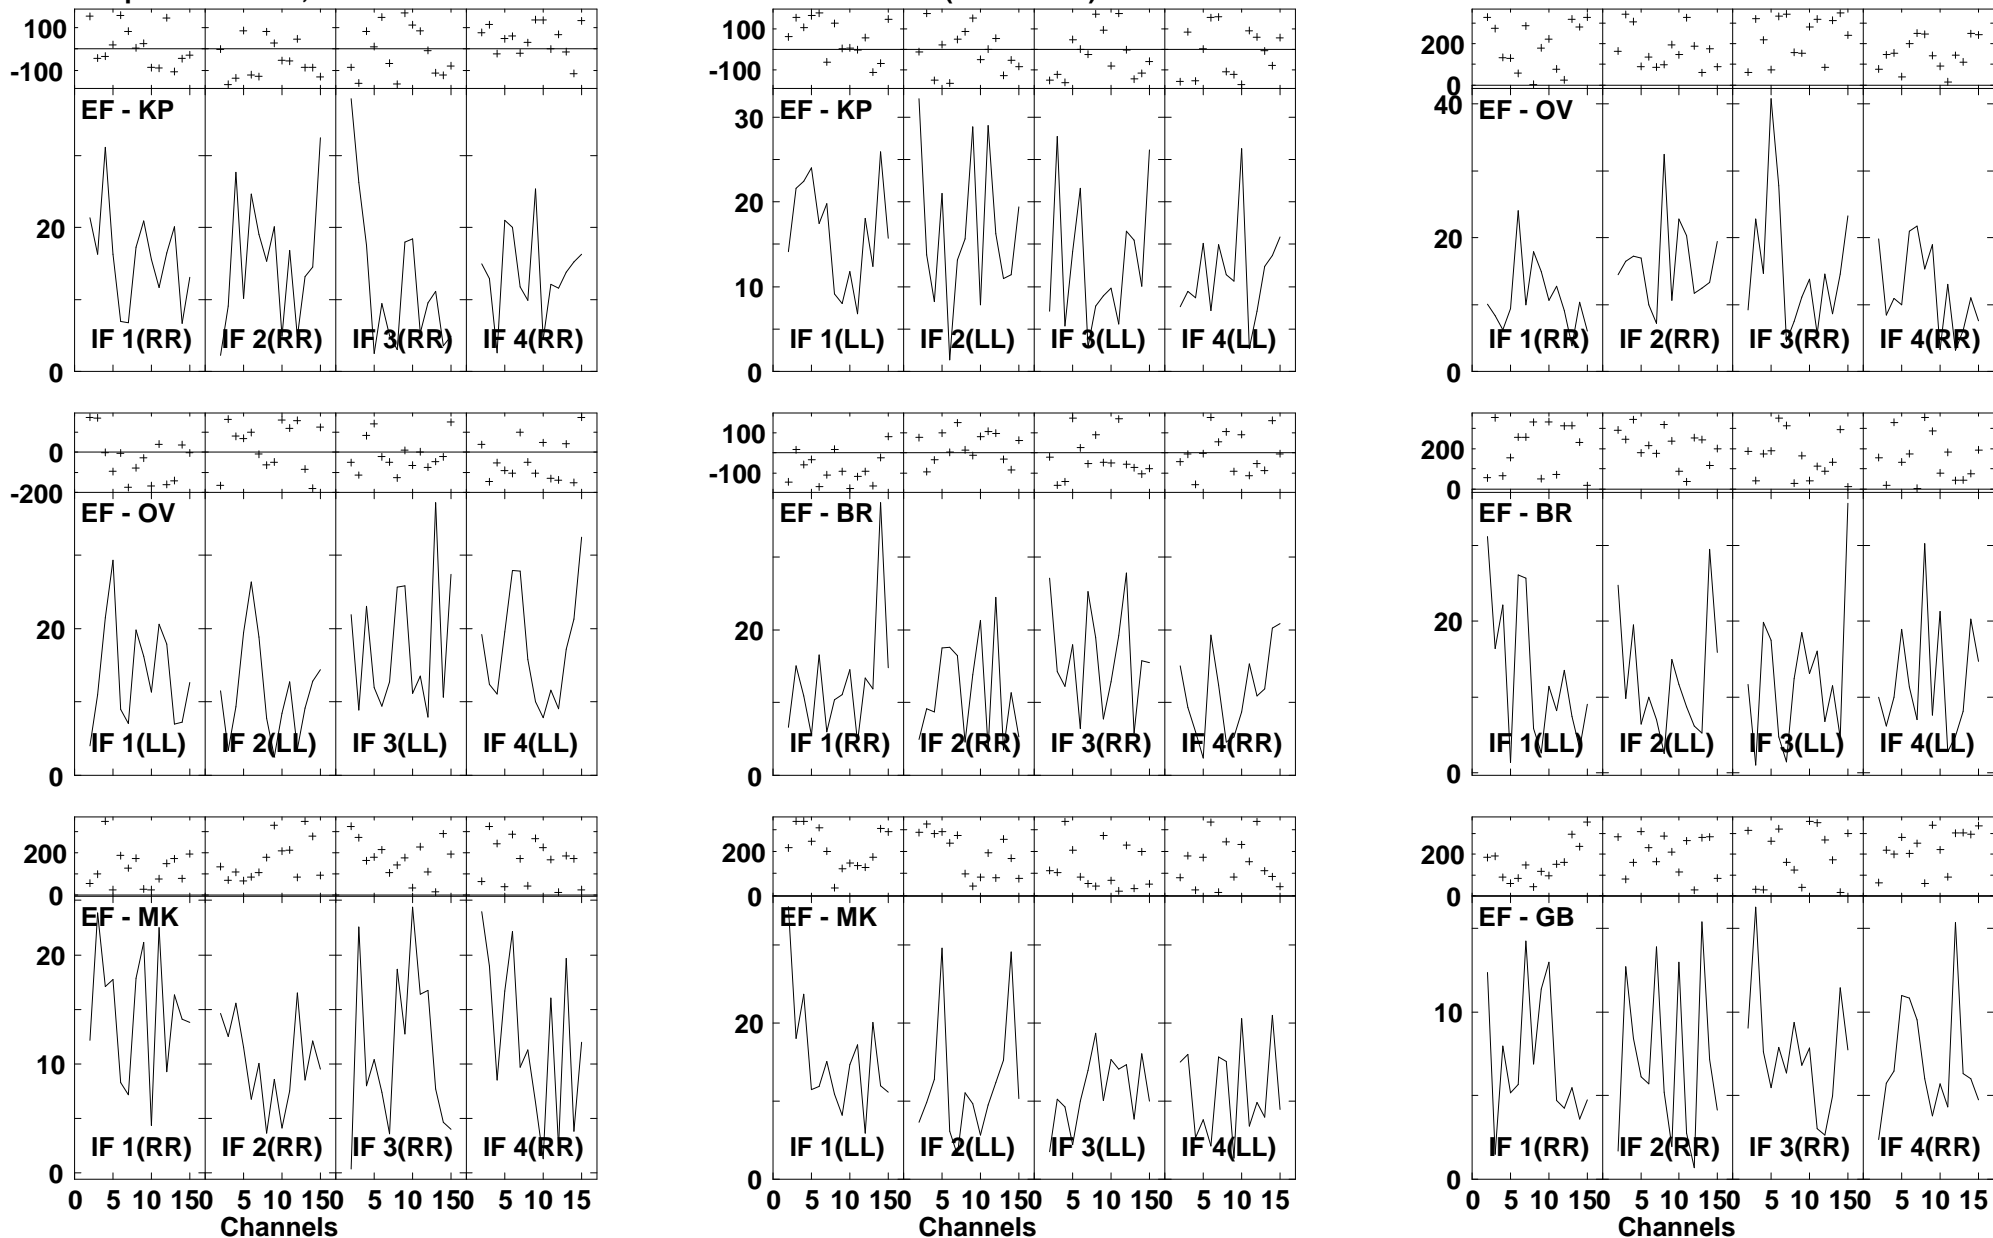 100 100 200
-100 -100 0
EF - KP EF - KP EF - OV
30 40
20 20 20
10
IF 1(RR) IF 2(RR) IF 3(RR) IF 4(RR) IF 1(LL) IF 2(LL) IF 3(LL) IF 4(LL) IF 1(RR) IF 2(RR) IF 3(RR) IF 4(RR)
0 0 0
0 100 200
-200 -100 0
EF - OV EF - BR EF - BR
20 20 20
IF 1(LL) IF 2(LL) IF 3(LL) IF 4(LL) IF 1(RR) IF 2(RR) IF 3(RR) IF 4(RR) IF 1(LL) IF 2(LL) IF 3(LL) IF 4(LL)
0 0 0
200 200 200
0 0 0
EF - MK EF - MK EF - GB
20 20 10
10
IF 1(RR) IF 2(RR) IF 3(RR) IF 4(RR) IF 1(LL) IF 2(LL) IF 3(LL) IF 4(LL) IF 1(RR) IF 2(RR) IF 3(RR) IF 4(RR)
0 0 0
0 5 10 150 5 10 150 5 10 150 5 10 15 0 5 10 150 5 10 150 5 10 150 5 10 15 0 5 10 150 5 10 150 5 10 150 5 10 15
Channels Channels Channels